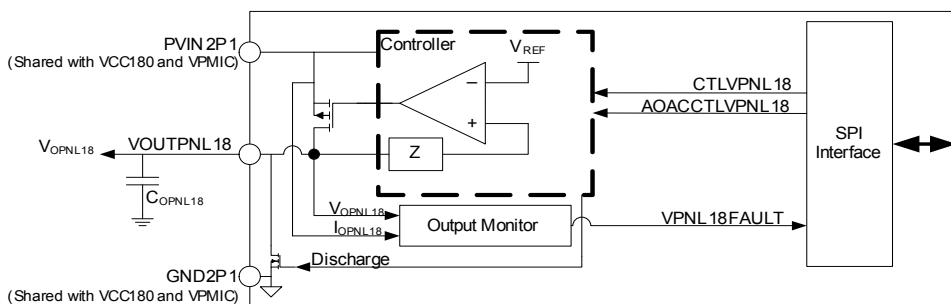 PVIN2P1
(Shared with VCC180 and VPMIC)
Controller
VREF
CTLVPNL18
AOACCTLVPNL18
SPI
Interface
−
+
Z
VOPNL18
VOUTPNL18
COPNL18
VOPNL18
IOPNL18
Output Monitor
VPNL18FAULT
Discharge
GND2P1
(Shared with VCC180 and VPMIC)